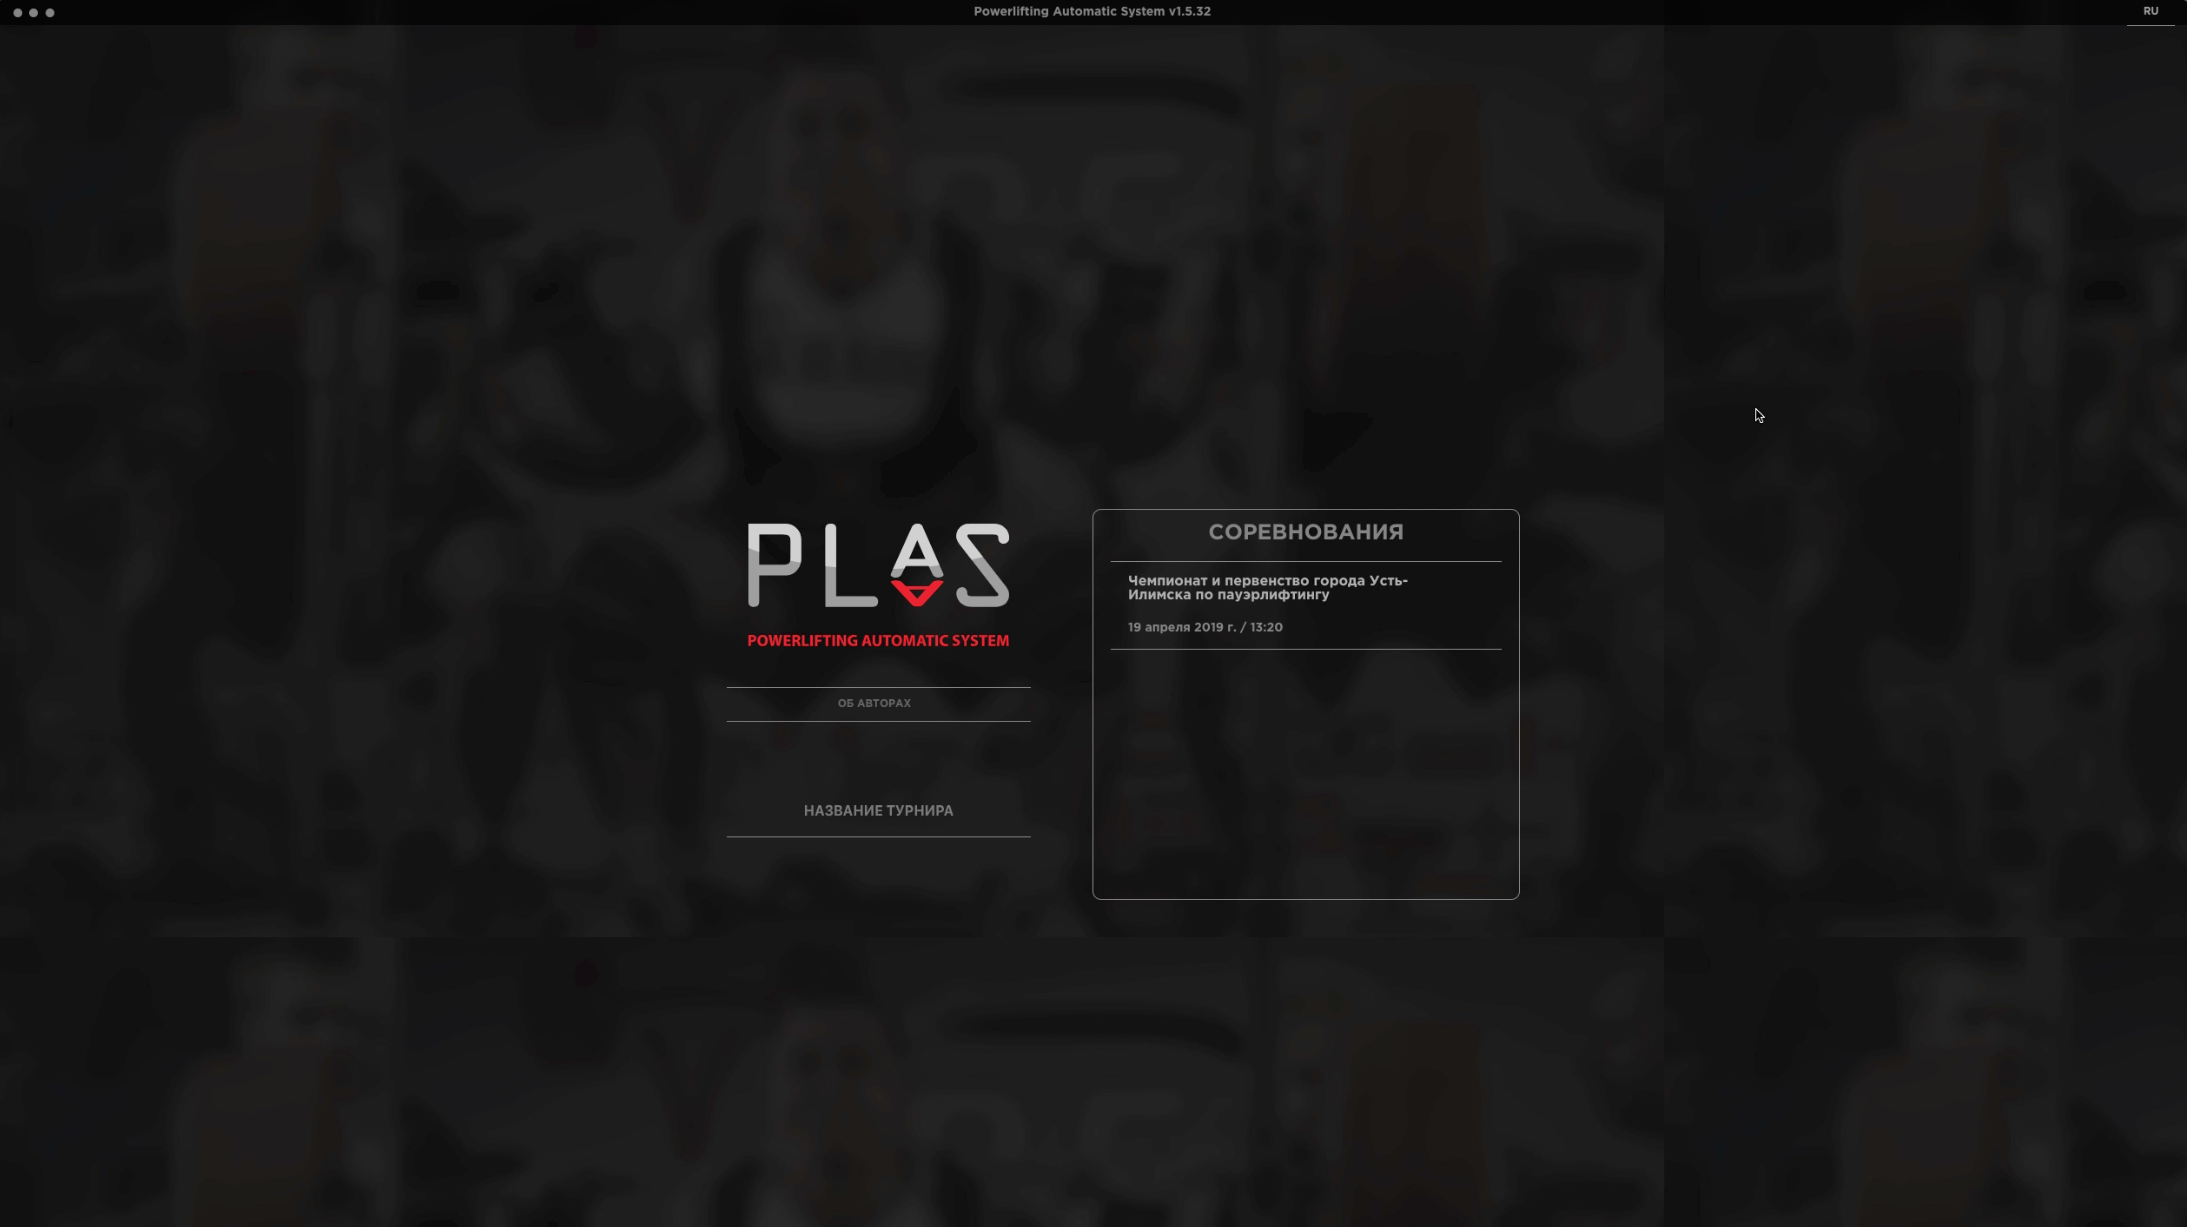 Powerlifting Automatic System v1.5.32
RU
PLAS
POWERLIFTING AUTOMATIC SYSTEM
ОБ АВТОРАХ
НАЗВАНИЕ ТУРНИРА
СОРЕВНОВАНИЯ
Чемпионат и первенство города Усть-
Илимска по пауэрлифтингу
19 апреля 2019 г. / 13:20